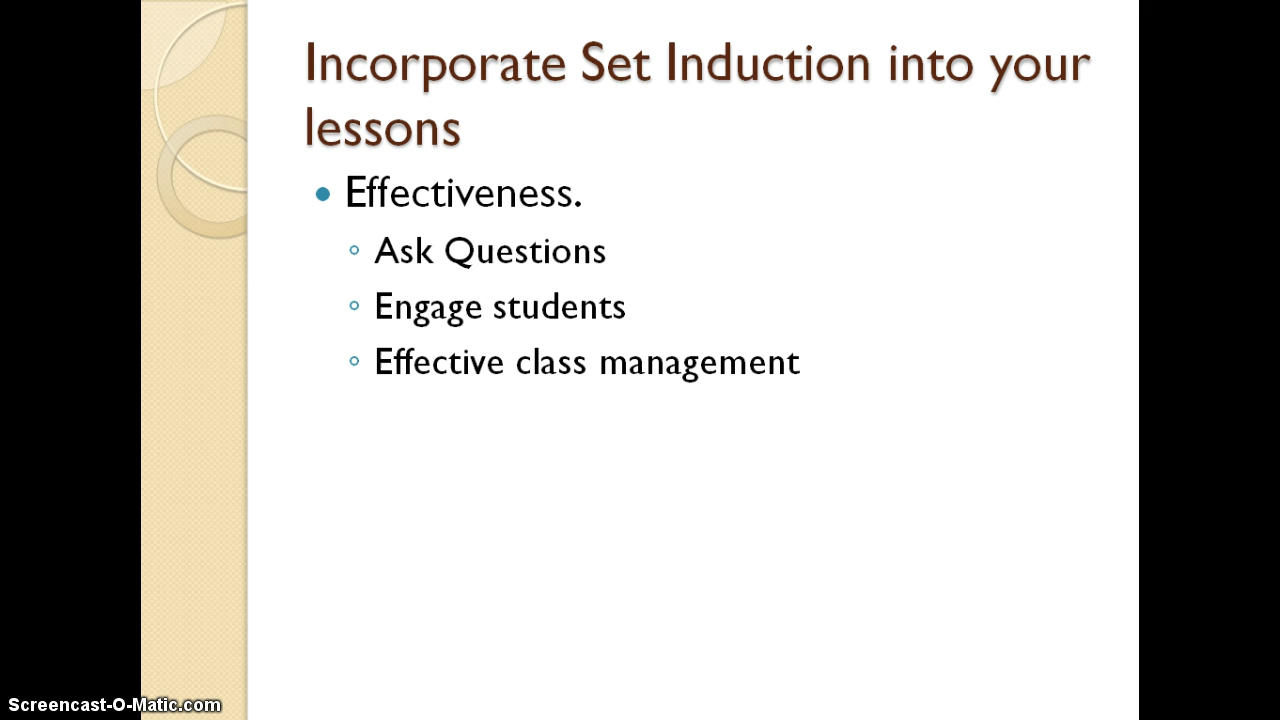 Incorporate Set Induction into your
lessons
Effectiveness.
Ask Questions
Engage students
Effective class management
Screencast-O-Matic.com